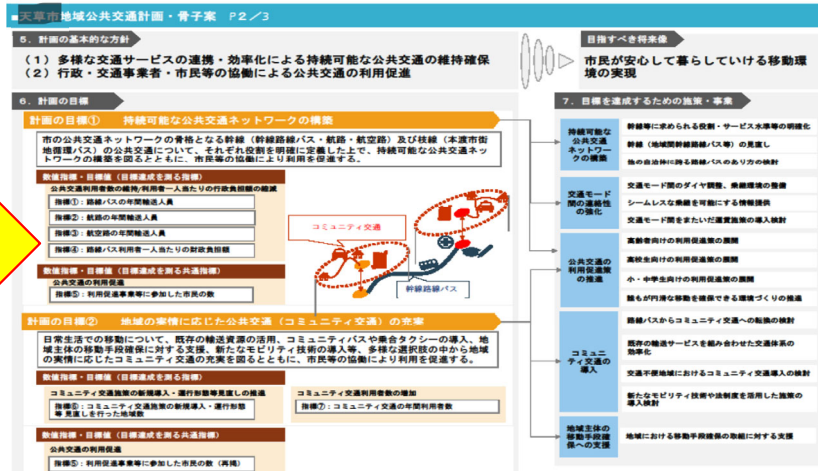 ■天草市地域公共交通計画・骨子案 P2/3
5. 計画の基本的な方針
(1) 多様な交通サービスの連携・効率化による持続可能な公共交通の維持確保
(2) 行政・交通事業者・市民等の協働による公共交通の利用促進
目指すべき将来像
市民が安心して暮らしていける移動環
境の実現
6. 計画の目標
計画の目標① 持続可能な公共交通ネットワークの構築
市の公共交通ネットワークの骨格となる幹線(幹線路線バス・航路・航空路)及び枝線(本渡市街
地循環バス)の公共交通について、それぞれ役割を明確に定義した上で、持続可能な公共交通ネッ
トワークの構築を図るとともに、市民等の協働により利用を促進する。
数値指標・目標値(目標達成を測る指標)
公共交通利用者数の維持/利用者一人当たりの行政負担額の縮減
指標①:路線バスの年間輸送人員
指標②:航路の年間輸送人員
指標③:航空路の年間輸送人員
指標④:路線バス利用者一人当たりの財政負担額
数値指標・目標値(目標達成を測る共通指標)
公共交通の利用促進
指標⑤:利用促進事業等に参加した市民の数
コミュニティ交通
幹線路線バス
計画の目標② 地域の実情に応じた公共交通(コミュニティ交通)の充実
日常生活での移動について、既存の輸送資源の活用、コミュニティバスや乗合タクシーの導入、地
域主体の移動手段確保に対する支援、新たなモビリティ技術の導入等、多様な選択肢の中から地域
の実情に応じたコミュニティ交通の充実を図るとともに、市民等の協働により利用を促進する。
数値指標・目標値(目標達成を測る指標)
コミュニティ交通施策の新規導入・運行形態等見直しの推進
指標⑥:コミュニティ交通施策の新規導入・運行形態
等見直しを行った地域数
コミュニティ交通利用者数の増加
指標⑦:コミュニティ交通の年間利用者数
数値指標・目標値(目標達成を測る共通指標)
公共交通の利用促進
指標⑤:利用促進事業等に参加した市民の数(再掲)
7. 目標を達成するための施策・事業
持続可能な
公共交通
ネットワー
クの構築
幹線等に求められる役割・サービス水準等の明確化
幹線(地域間幹線路線バス等)の見直し
他の自治体に跨る路線バスのあり方の検討
交通モード
間の連絡性
の強化
交通モード間のダイヤ調整、乗継環境の整備
シームレスな乗継を可能にする情報提供
交通モード間をまたいだ運賃施策の導入検討
公共交通の
利用促進策
の推進
高齢者向けの利用促進策の展開
高校生向けの利用促進策の展開
小・中学生向けの利用促進策の展開
誰もが円滑な移動を確保できる環境づくりの推進
コミュニ
ティ交通の
導入
路線バスからコミュニティ交通への転換の検討
既存の輸送サービスを組み合わせた交通体系の
効率化
交通不便地域におけるコミュニティ交通導入の検討
新たなモビリティ技術や法制度を活用した施策の
導入検討
地域主体の
移動手段確
保への支援
地域における移動手段確保の取組に対する支援